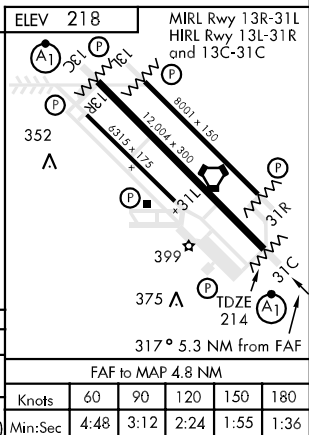 ELEV 218
MIRL Rwy 13R-31L
HIRL Rwy 13L-31R
and 13C-31C
A1
P
P
P
13C
13L
13R
8001 x 150
12,004 x 300
6315 x 175
352
P
P
31L
31R
399
31C
375
P
TDZE
214
A1
317° 5.3 NM from FAF
FAF to MAP 4.8 NM
Knots 60 90 120 150 180
Min:Sec 4:48 3:12 2:24 1:55 1:36